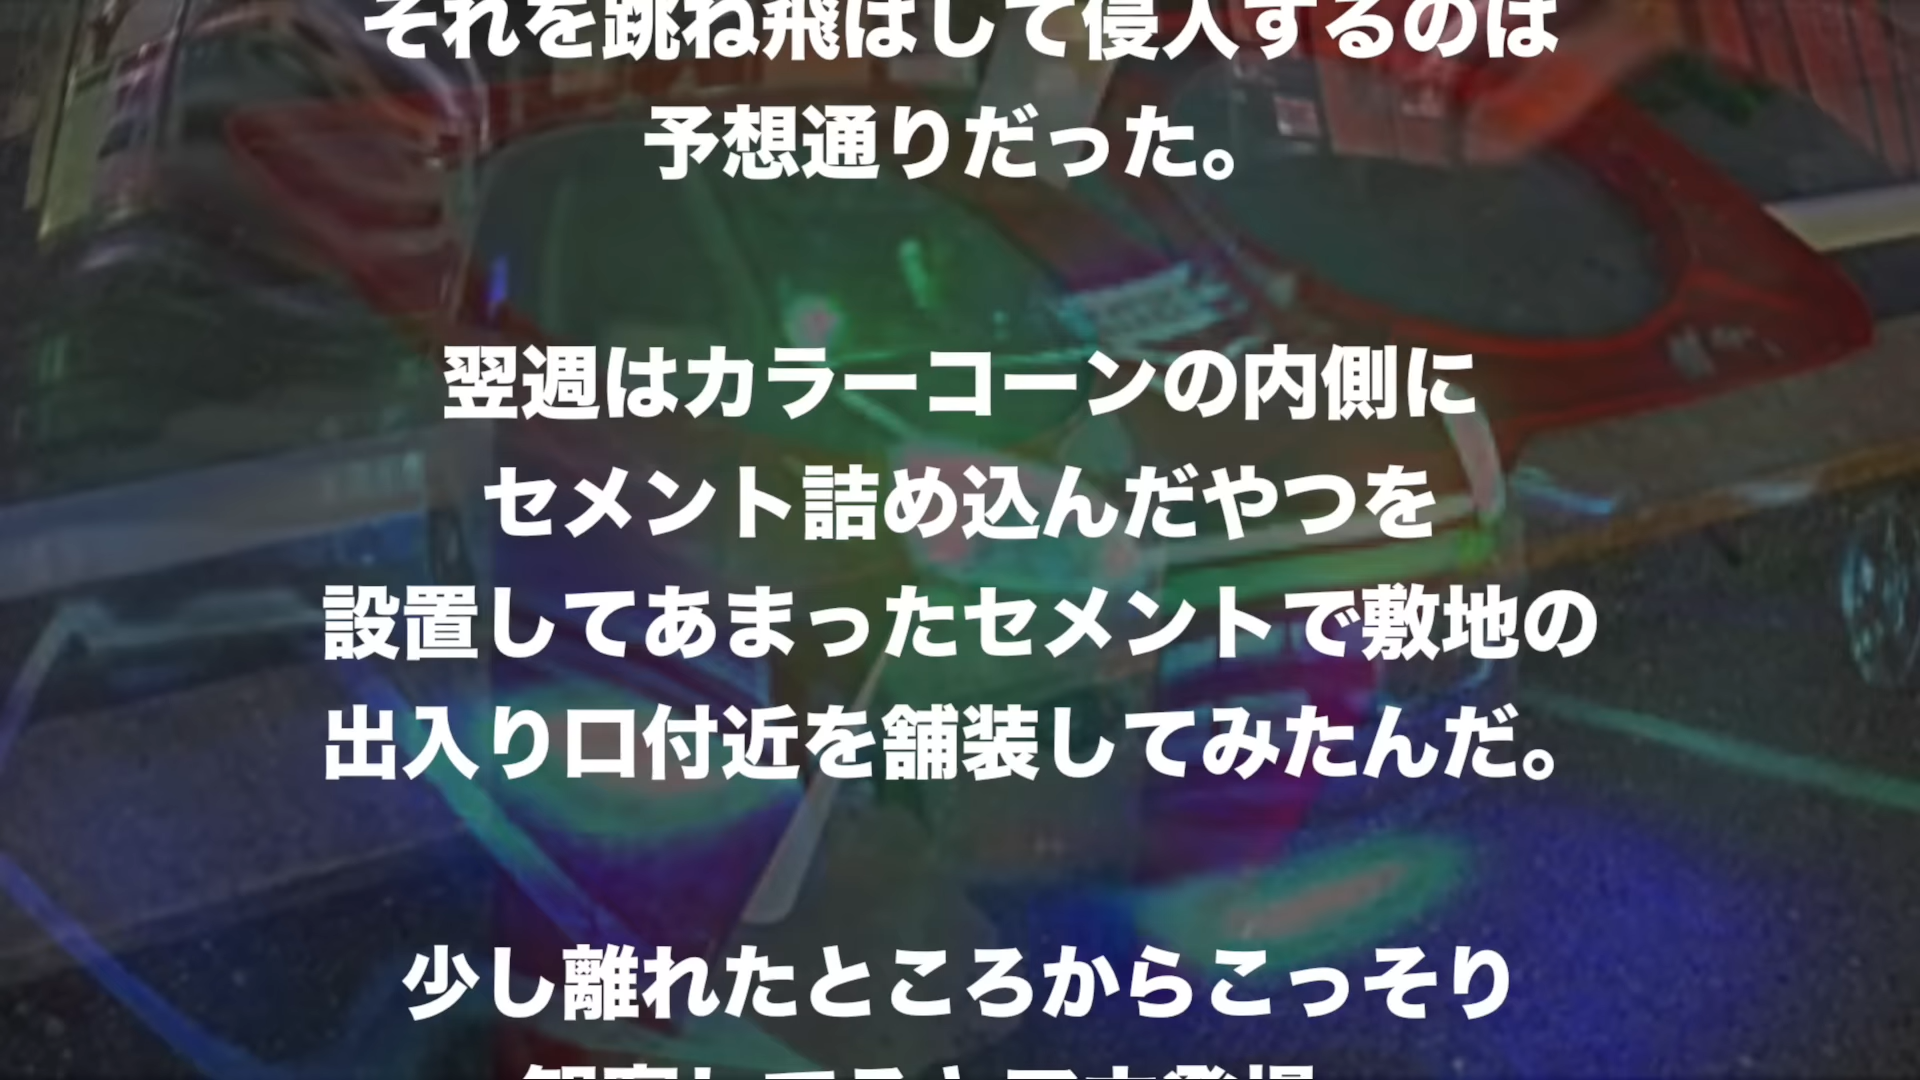 それを跳ね飛ばして侵入するのは
予想通りだった。
翌週はカラーコーンの内側に
セメント詰め込んだやつを
設置してあまったセメントで敷地の
出入り口付近を舗装してみたんだ。
少し離れたところからこっそり